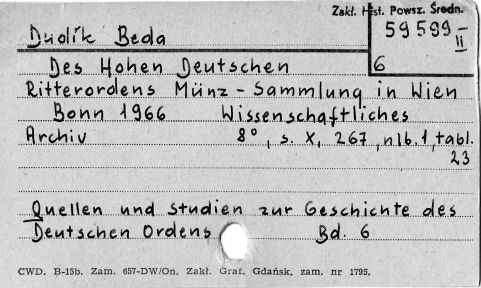 Zakł. Hist. Powsz. Średn.
59599
II
6
Dudík Beda
Des Hohen Deutschen
Ritterordens Münz - Sammlung in Wien
Bonn 1966 Wissenschaftliches
Archiv 8°, s. X, 267, nlb. 1, tabl.
23
Quellen und Studien zur Geschichte des
Deutschen Ordens Bd. 6
CWD. B-15b. Zam. 657-DW/On. Zakł. Graf. Gdańsk, zam. nr 1795.